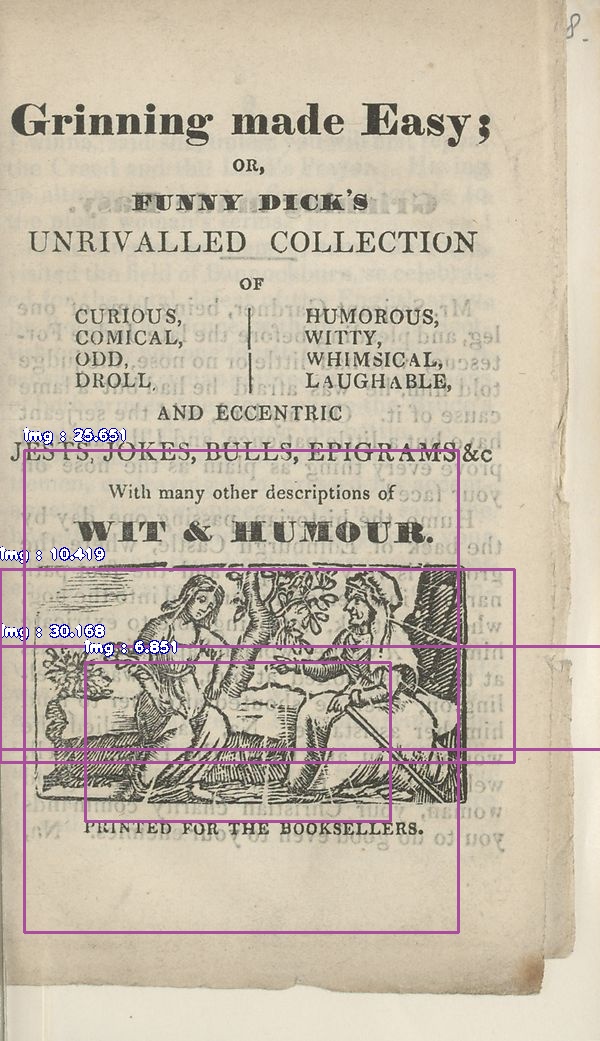 8.
Grinning made Easy;
OR,
FUNNY DICK'S
UNRIVALLED COLLECTION
OF
CURIOUS,
COMICAL,
ODD,
DROLL,
HUMOROUS,
WITTY,
WHIMSICAL,
LAUGHABLE,
AND ECCENTRIC
img : 25.651
JESTS, JOKES, BULLS, EPIGRAMS &c
With many other descriptions of
WIT & HUMOUR.
img : 10.419
img : 30.168
img : 6.851
PRINTED FOR THE BOOKSELLERS.